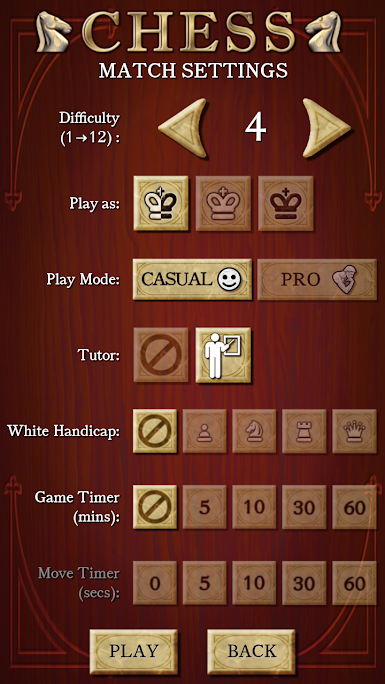 CHESS
MATCH SETTINGS
Difficulty
(1→12) :
4
Play as:
Play Mode:
CASUAL
PRO
Tutor:
White Handicap:
Game Timer
(mins):
5
10
30
60
Move Timer
(secs):
0
5
10
30
60
PLAY
BACK